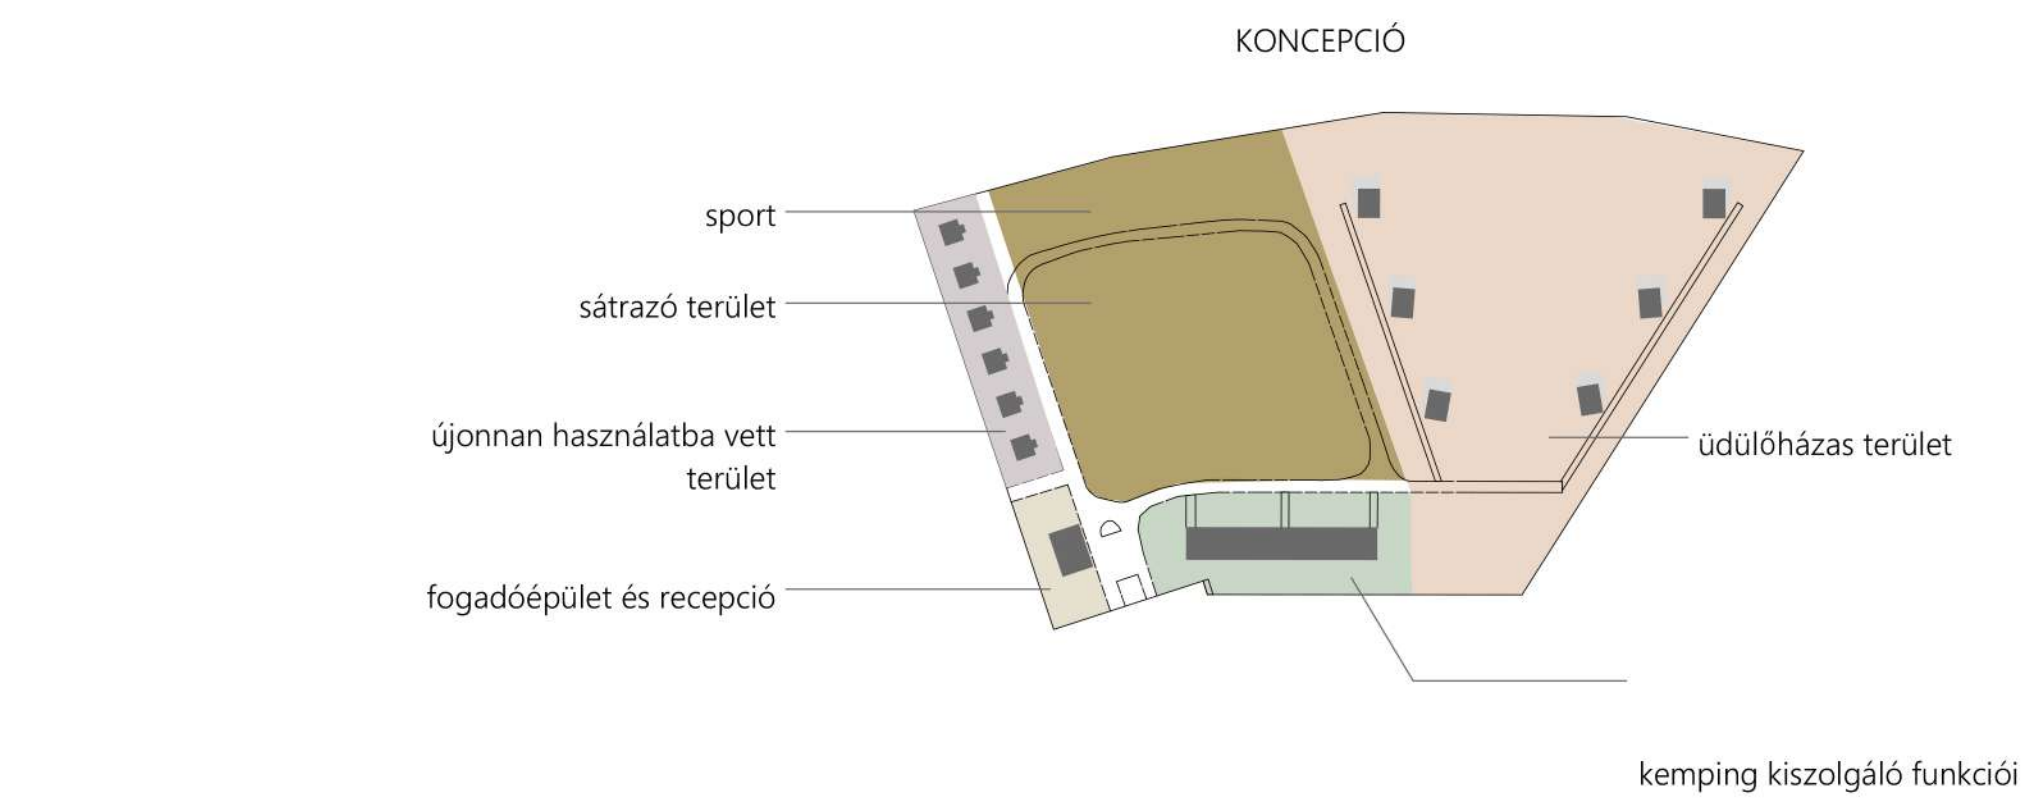 KONCEPCIÓ
sport
sátrazó terület
újonnan használatba vett
terület
üdülőházas terület
fogadóépület és recepció
kemping kiszolgáló funkciói